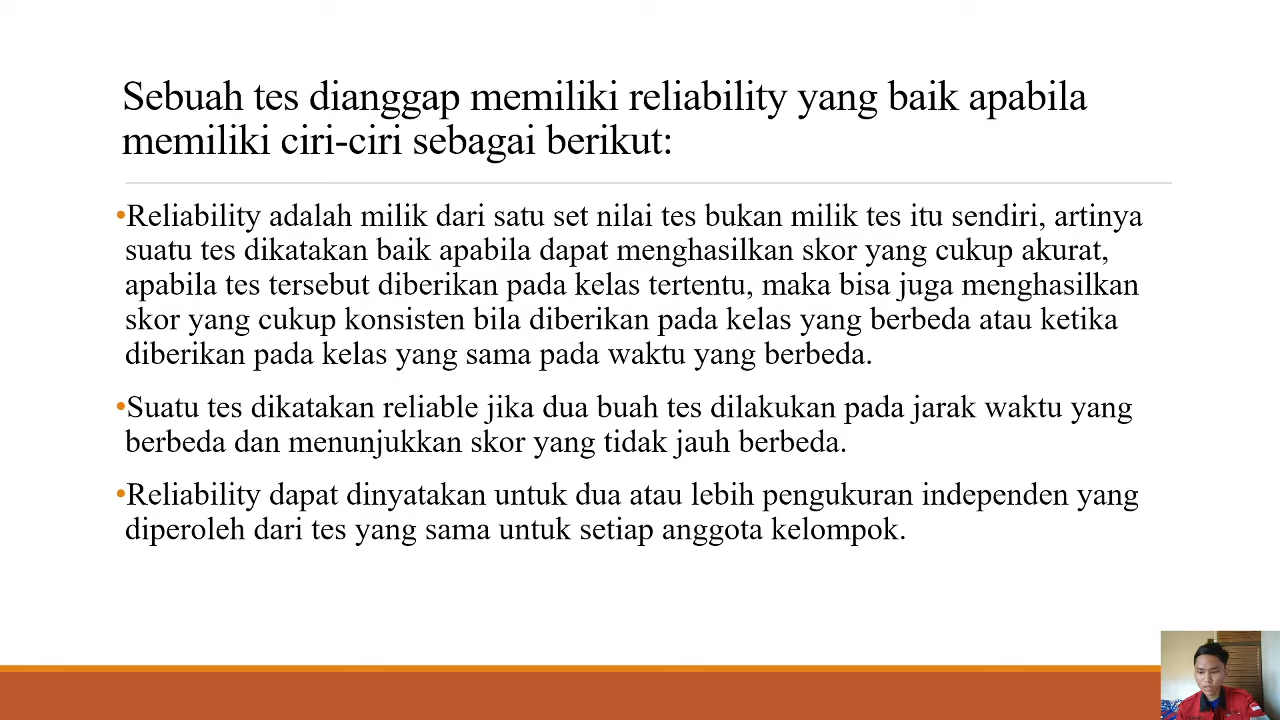 Sebuah tes dianggap memiliki reliability yang baik apabila
memiliki ciri-ciri sebagai berikut:
•Reliability adalah milik dari satu set nilai tes bukan milik tes itu sendiri, artinya
suatu tes dikatakan baik apabila dapat menghasilkan skor yang cukup akurat,
apabila tes tersebut diberikan pada kelas tertentu, maka bisa juga menghasilkan
skor yang cukup konsisten bila diberikan pada kelas yang berbeda atau ketika
diberikan pada kelas yang sama pada waktu yang berbeda.
•Suatu tes dikatakan reliable jika dua buah tes dilakukan pada jarak waktu yang
berbeda dan menunjukkan skor yang tidak jauh berbeda.
•Reliability dapat dinyatakan untuk dua atau lebih pengukuran independen yang
diperoleh dari tes yang sama untuk setiap anggota kelompok.